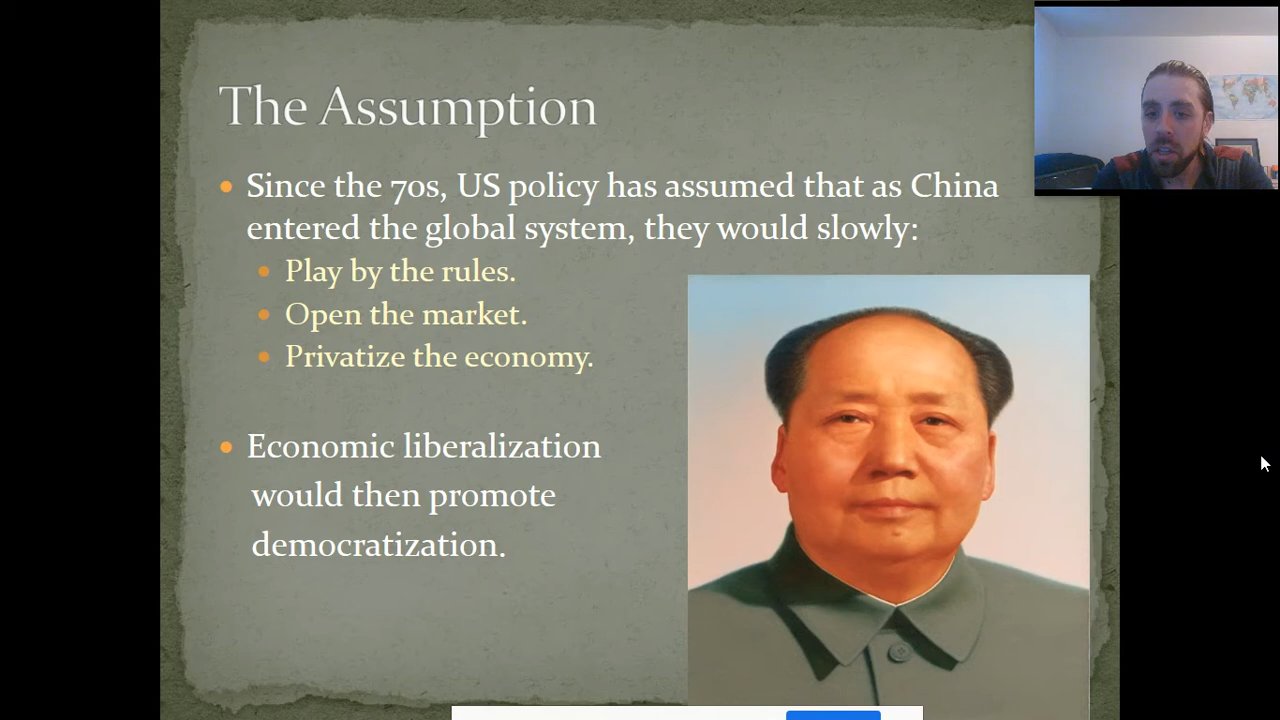 The Assumption
• Since the 70s, US policy has assumed that as China
entered the global system, they would slowly:
• Play by the rules.
• Open the market.
• Privatize the economy.
• Economic liberalization
would then promote
democratization.